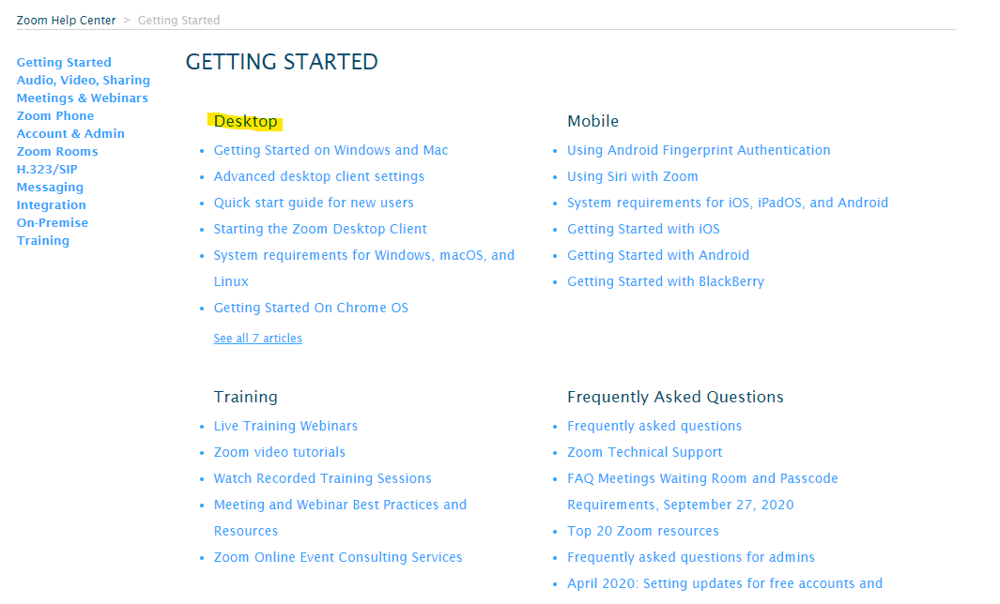 Zoom Help Center > Getting Started
Getting Started
Audio, Video, Sharing
Meetings & Webinars
Zoom Phone
Account & Admin
Zoom Rooms
H.323/SIP
Messaging
Integration
On-Premise
Training
GETTING STARTED
Desktop
Getting Started on Windows and Mac
Advanced desktop client settings
Quick start guide for new users
Starting the Zoom Desktop Client
System requirements for Windows, macOS, and
Linux
Getting Started On Chrome OS
See all 7 articles
Mobile
Using Android Fingerprint Authentication
Using Siri with Zoom
System requirements for iOS, iPadOS, and Android
Getting Started with iOS
Getting Started with Android
Getting Started with BlackBerry
Training
Live Training Webinars
Zoom video tutorials
Watch Recorded Training Sessions
Meeting and Webinar Best Practices and
Resources
Zoom Online Event Consulting Services
Frequently Asked Questions
Frequently asked questions
Zoom Technical Support
FAQ Meetings Waiting Room and Passcode
Requirements, September 27, 2020
Top 20 Zoom resources
Frequently asked questions for admins
April 2020: Setting updates for free accounts and